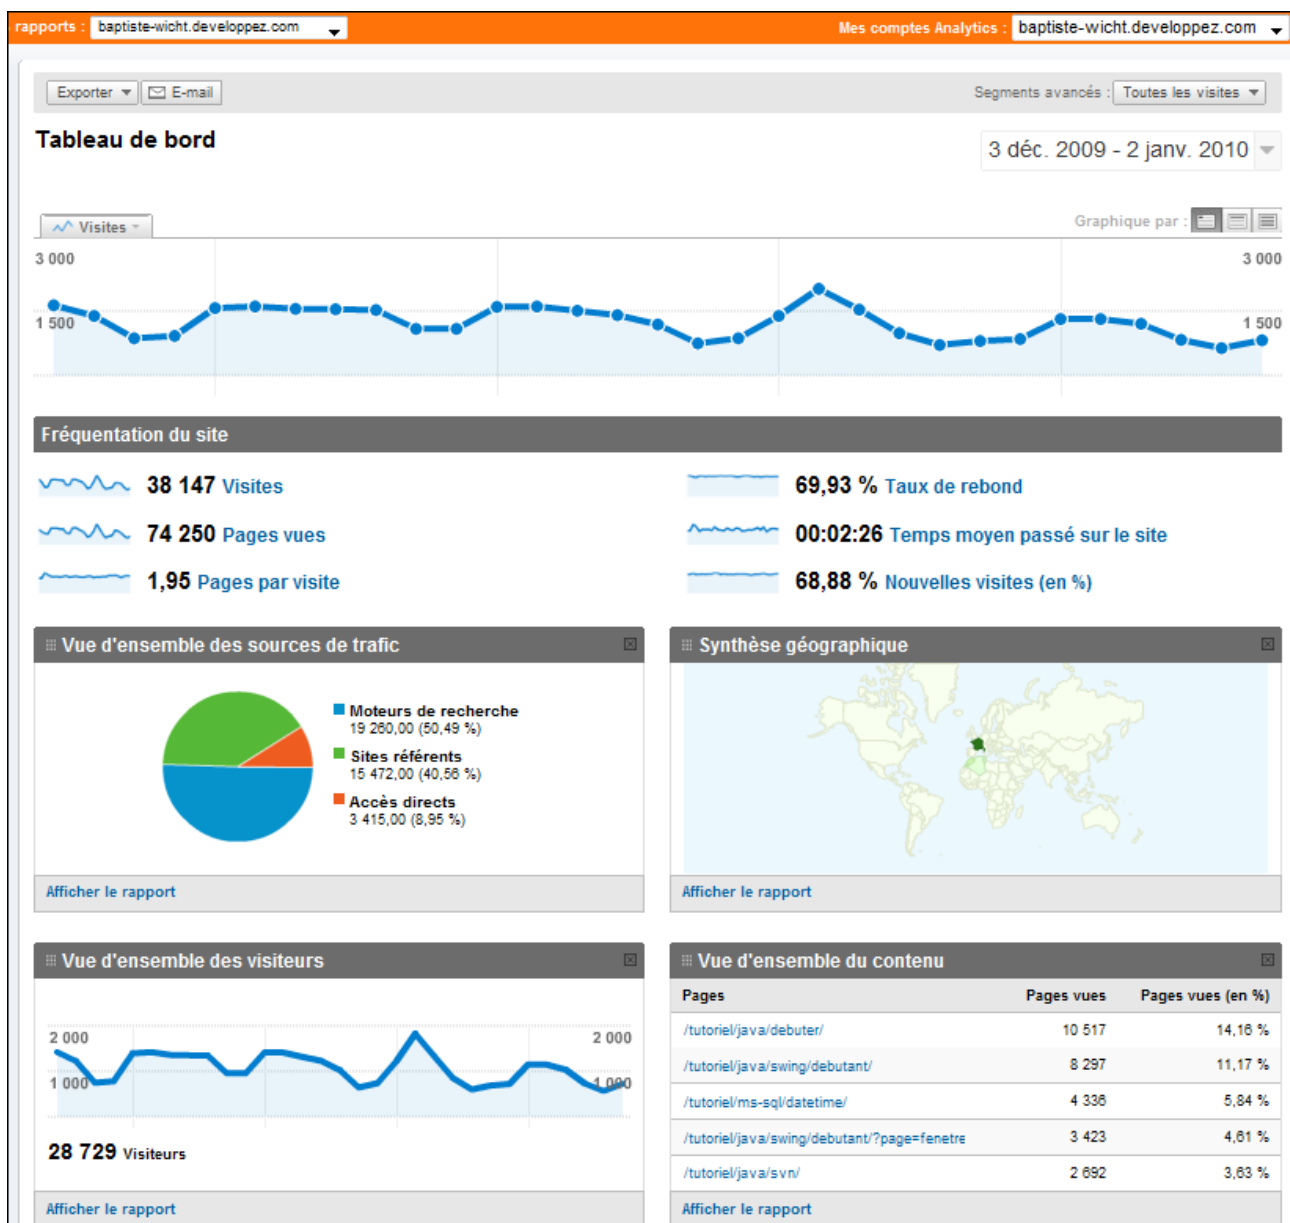 rapports : baptiste-wicht.developpez.com Mes comptes Analytics : baptiste-wicht.developpez.com
Exporter E-mail Segments avancés : Toutes les visites
Tableau de bord
3 déc. 2009 - 2 janv. 2010
Visites Graphique par :
3 000 3 000
1 500 1 500
Fréquentation du site
38 147 Visites 69,93 % Taux de rebond
74 250 Pages vues 00:02:26 Temps moyen passé sur le site
1,95 Pages par visite 68,88 % Nouvelles visites (en %)
Vue d'ensemble des sources de trafic
Moteurs de recherche
19 260,00 (50,49 %)
Sites référents
15 472,00 (40,56 %)
Accès directs
3 415,00 (8,95 %)
Afficher le rapport
Synthèse géographique
Afficher le rapport
Vue d'ensemble des visiteurs
2 000 2 000
1 000 1 000
28 729 Visiteurs
Afficher le rapport
Vue d'ensemble du contenu
Pages Pages vues Pages vues (en %)
/tutoriel/java/debuter/ 10 517 14,16 %
/tutoriel/java/swing/debutant/ 8 297 11,17 %
/tutoriel/ms-sql/datetime/ 4 336 5,84 %
/tutoriel/java/swing/debutant/?page=fenetre 3 423 4,61 %
/tutoriel/java/svn/ 2 692 3,63 %
Afficher le rapport